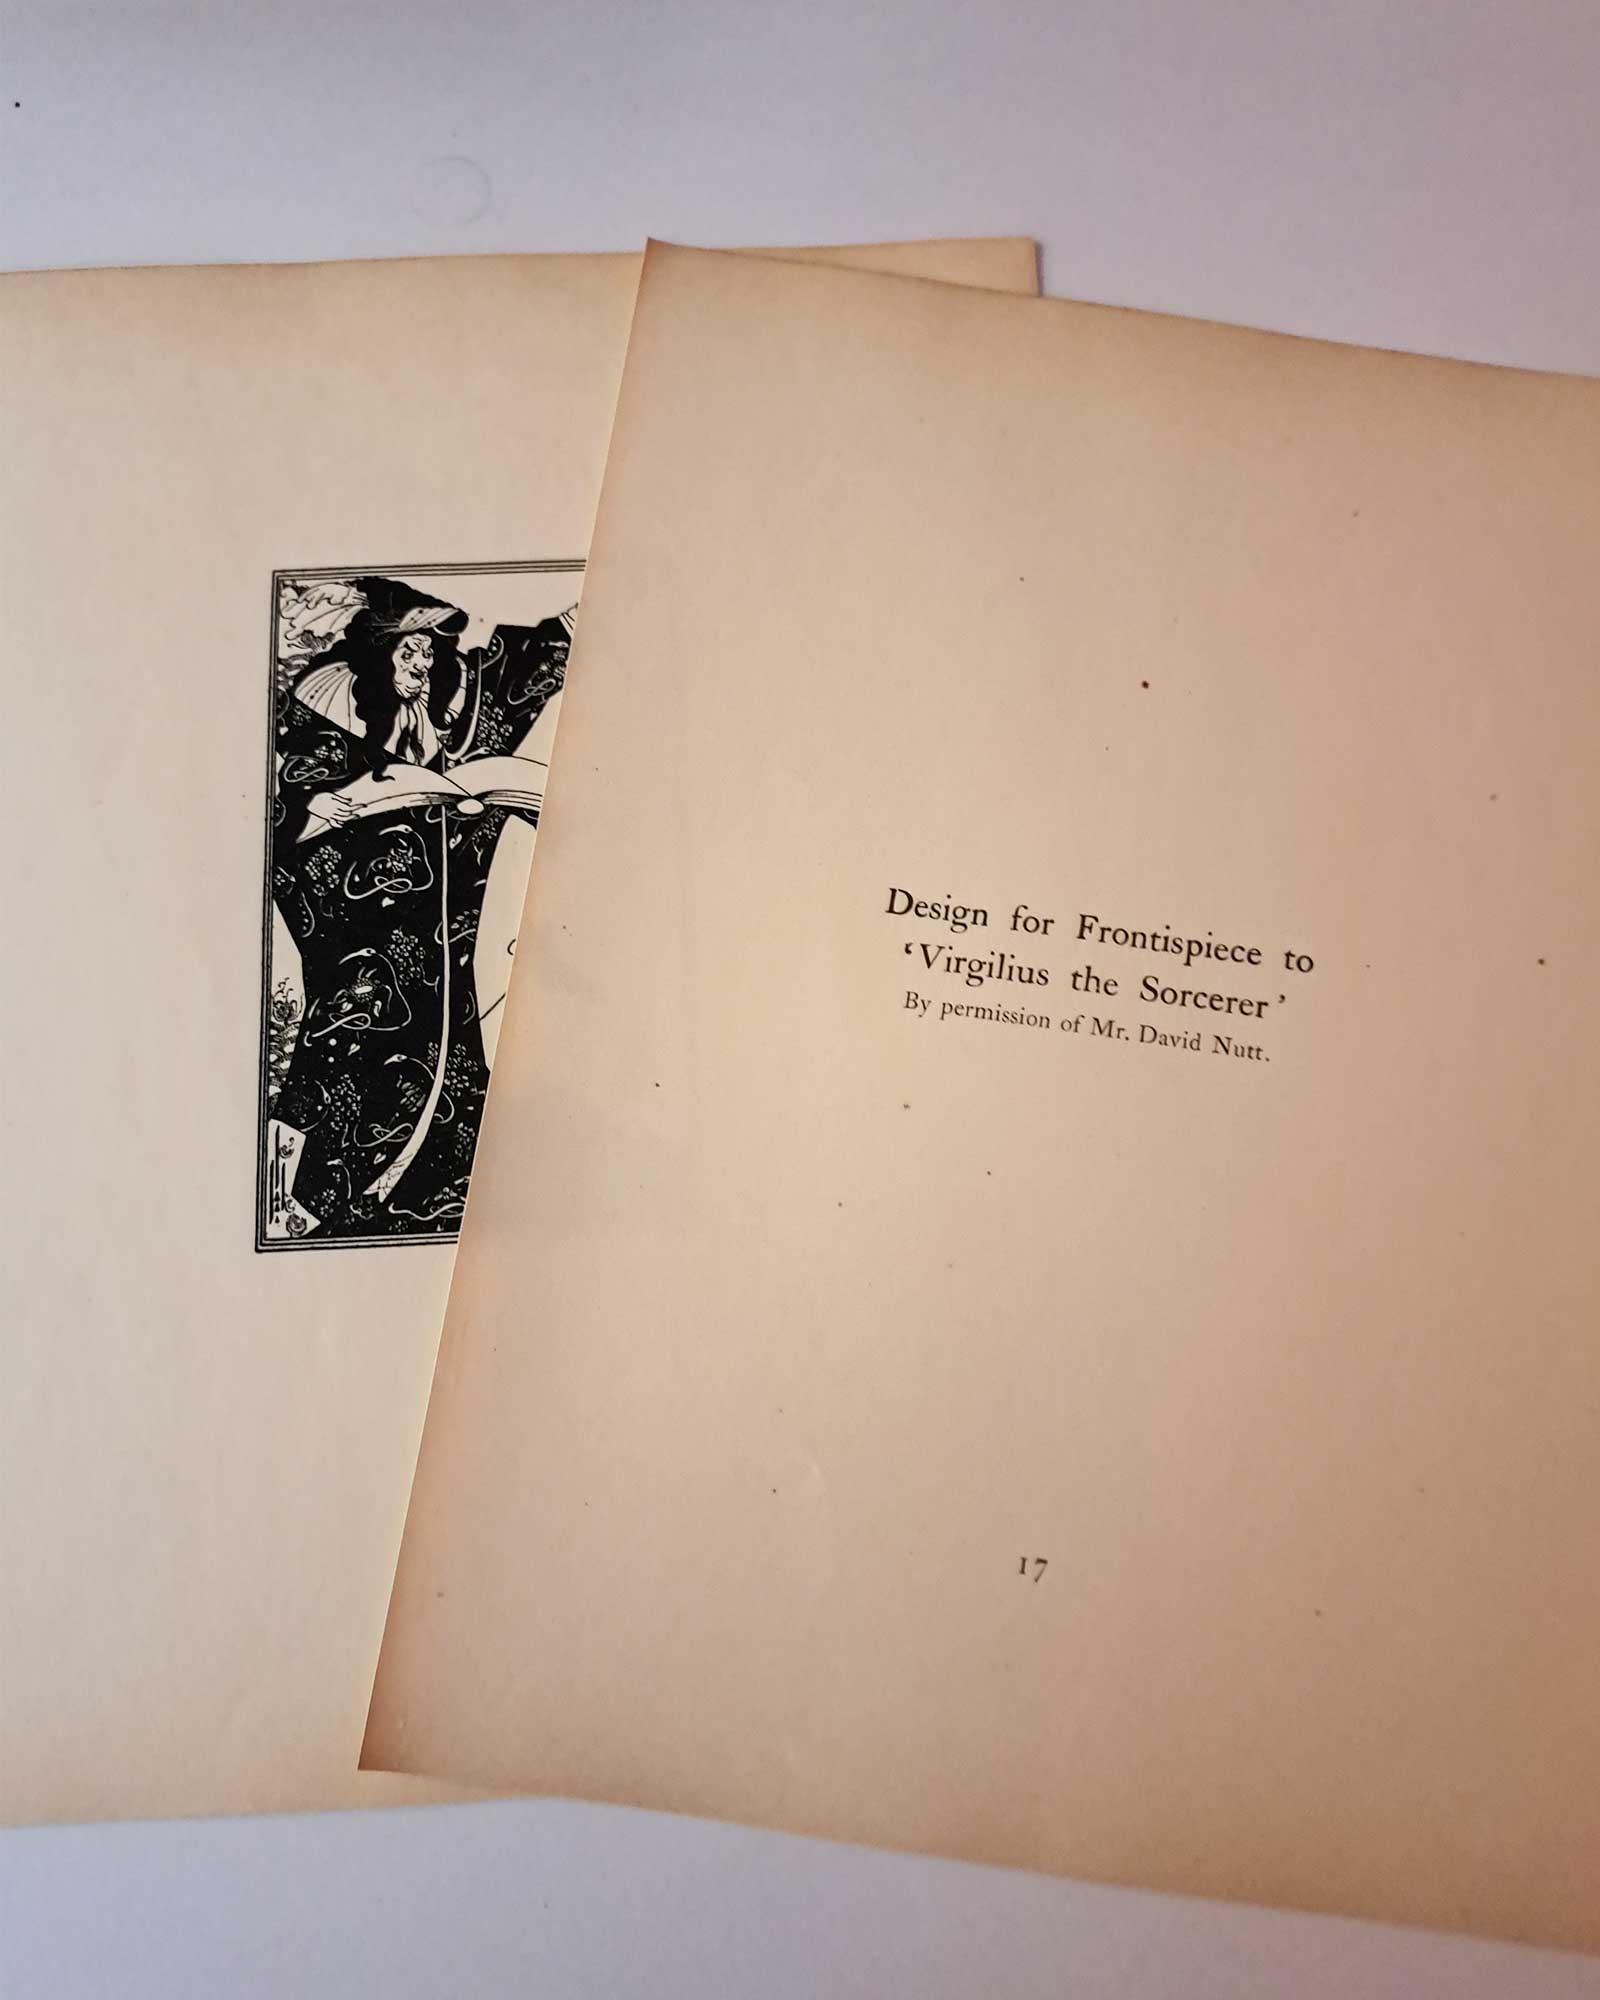 Design for Frontispiece to
‘Virgilius the Sorcerer’
By permission of Mr. David Nutt.
17